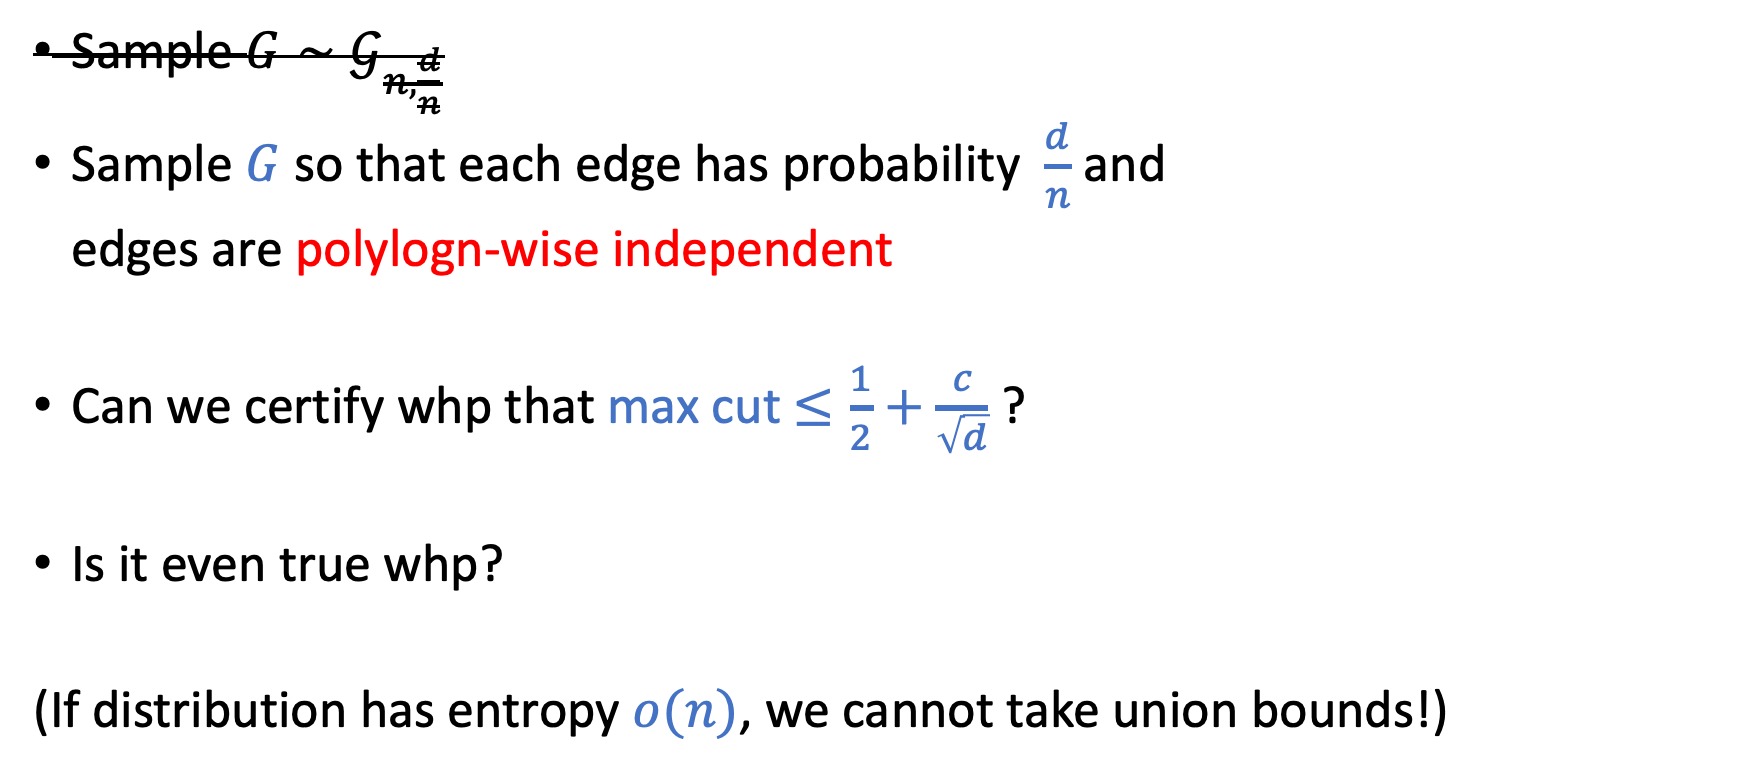 • Sample G ~ G_{n,d/n}
• Sample G so that each edge has probability d/n and
edges are polylogn-wise independent
• Can we certify whp that max cut ≤ 1/2 + c/√d ?
• Is it even true whp?
(If distribution has entropy o(n), we cannot take union bounds!)